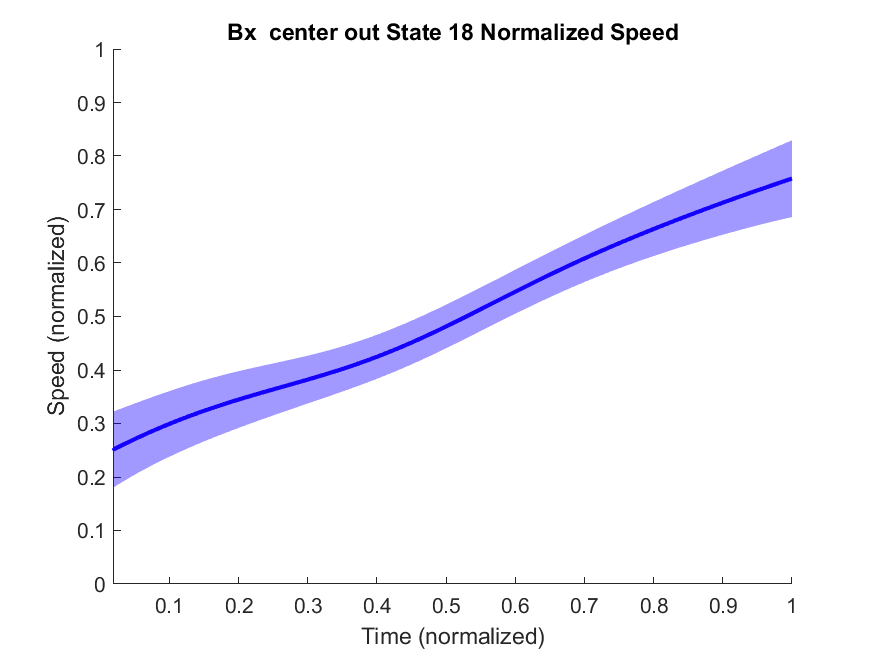 Bx  center out State 18 Normalized Speed
1
0.9
0.8
0.7
0.6
0.5
0.4
0.3
0.2
0.1
0
Speed (normalized)
0.1 0.2 0.3 0.4 0.5 0.6 0.7 0.8 0.9 1
Time (normalized)